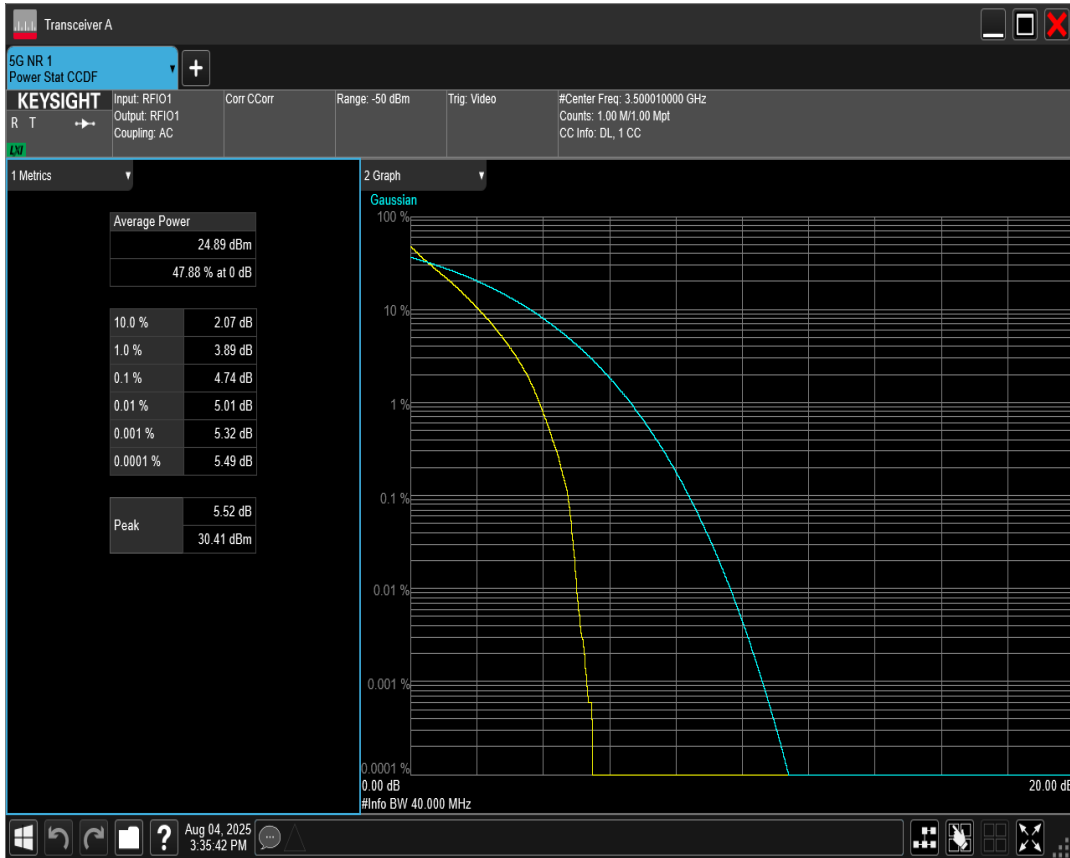 Transceiver A
5G NR 1
Power Stat CCDF
KEYSIGHT
R T
LXI
Input: RFIO1
Output: RFIO1
Coupling: AC
Corr CCorr
Range: -50 dBm
Trig: Video
#Center Freq: 3.500010000 GHz
Counts: 1.00 M/1.00 Mpt
CC Info: DL, 1 CC
1 Metrics
Average Power
24.89 dBm
47.88 % at 0 dB
10.0 % 2.07 dB
1.0 % 3.89 dB
0.1 % 4.74 dB
0.01 % 5.01 dB
0.001 % 5.32 dB
0.0001 % 5.49 dB
Peak
5.52 dB
30.41 dBm
2 Graph
Gaussian
100 %
10 %
1 %
0.1 %
0.01 %
0.001 %
0.0001 %
0.00 dB
20.00 dB
#Info BW 40.000 MHz
?
Aug 04, 2025
3:35:42 PM